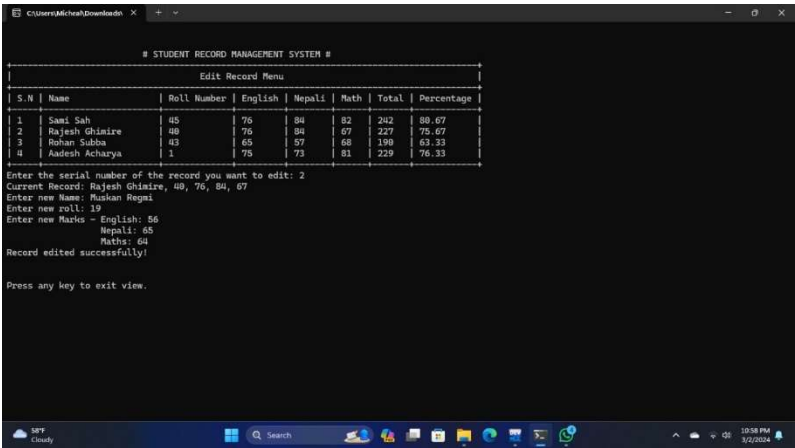 C:\Users\Micheal\Downloads\
# STUDENT RECORD MANAGEMENT SYSTEM #
Edit Record Menu
| S.N | Name | Roll Number | English | Nepali | Math | Total | Percentage |
| 1 | Sami Sah | 45 | 76 | 84 | 82 | 242 | 80.67 |
| 2 | Rajesh Ghimire | 40 | 76 | 84 | 67 | 227 | 75.67 |
| 3 | Rohan Subba | 43 | 65 | 57 | 68 | 190 | 63.33 |
| 4 | Aadesh Acharya | 1 | 75 | 73 | 81 | 229 | 76.33 |
Enter the serial number of the record you want to edit: 2
Current Record: Rajesh Ghimire, 40, 76, 84, 67
Enter new Name: Muskan Regmi
Enter new roll: 19
Enter new Marks - English: 56
Nepali: 65
Maths: 64
Record edited successfully!
Press any key to exit view.
58°F
Cloudy
Search
10:58 PM
3/2/2024